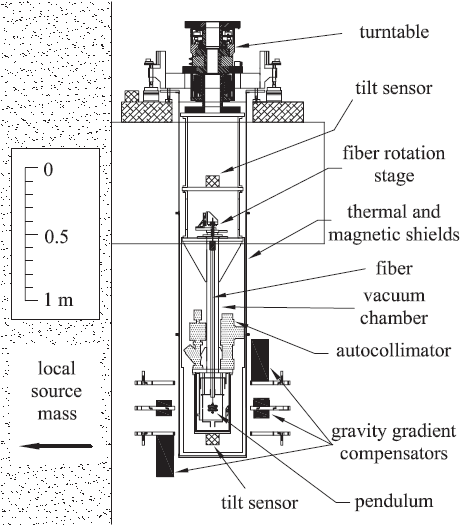 turntable
tilt sensor
fiber rotation
stage
thermal and
magnetic shields
fiber
vacuum
chamber
autocollimator
gravity gradient
compensators
pendulum
tilt sensor
0
0.5
1 m
local
source
mass